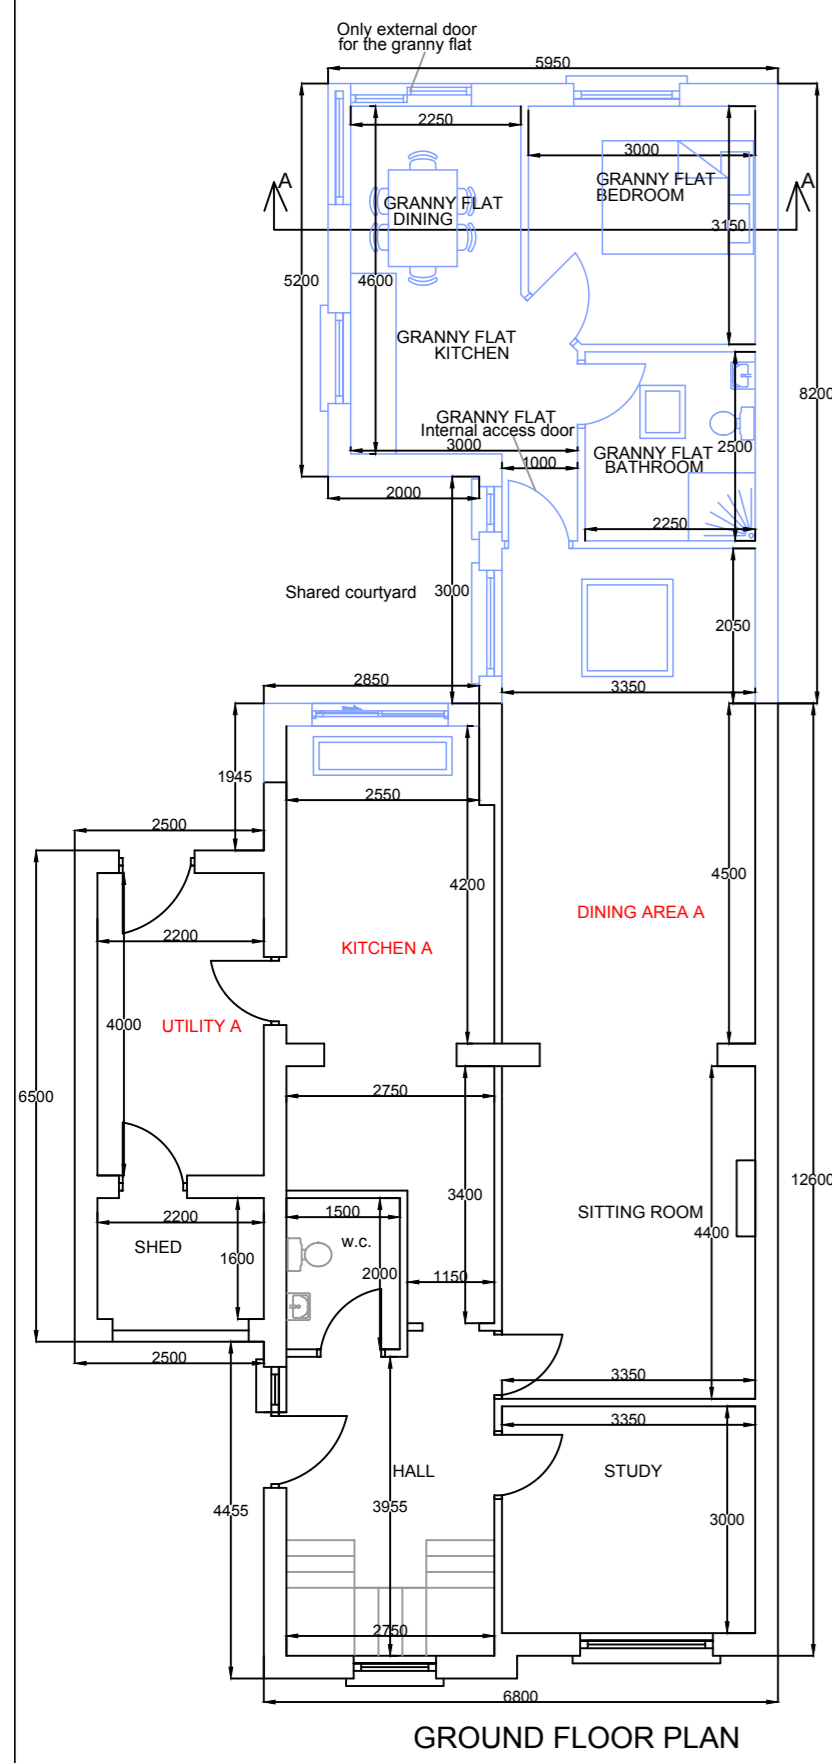 Only external door
for the granny flat
5950
2250
3000
A
A
GRANNY FLAT
DINING
GRANNY FLAT
BEDROOM
3150
5200
4600
GRANNY FLAT
KITCHEN
8200
GRANNY FLAT
Internal access door
3000
1000
GRANNY FLAT
BATHROOM
2500
2000
2250
Shared courtyard
3000
2050
2850
3350
1945
2550
2500
4200
4500
DINING AREA A
2200
KITCHEN A
4000
UTILITY A
6500
2750
12600
3400
2200
1500
SITTING ROOM
4400
SHED
1600
w.c.
2000
1150
2500
3350
3350
HALL
STUDY
4455
3955
3000
2750
6800
GROUND FLOOR PLAN